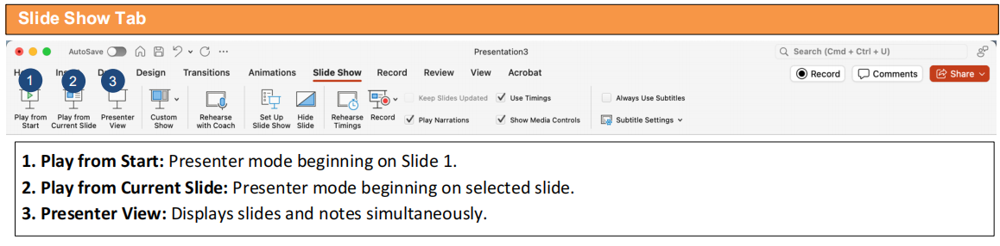 Slide Show Tab
AutoSave
Presentation3
Search (Cmd + Ctrl + U)
Design Transitions Animations Slide Show Record Review View Acrobat
Record Comments Share
1 2 3
Play from Start
Play from Current Slide
Presenter View
Custom Show
Rehearse with Coach
Set Up Slide Show
Hide Slide
Rehearse Timings
Record
Keep Slides Updated
Play Narrations
Use Timings
Show Media Controls
Always Use Subtitles
Subtitle Settings
1. Play from Start: Presenter mode beginning on Slide 1.
2. Play from Current Slide: Presenter mode beginning on selected slide.
3. Presenter View: Displays slides and notes simultaneously.